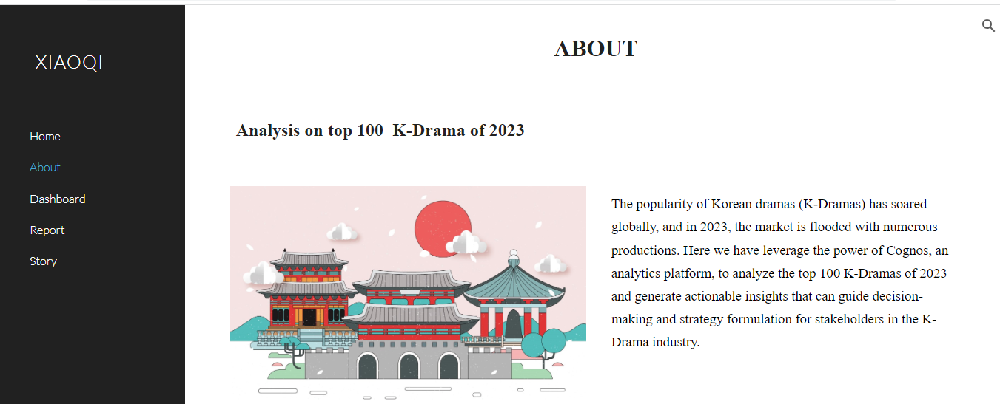 XIAOQI
Home
About
Dashboard
Report
Story
ABOUT
Analysis on top 100  K-Drama of 2023
The popularity of Korean dramas (K-Dramas) has soared
globally, and in 2023, the market is flooded with numerous
productions. Here we have leverage the power of Cognos, an
analytics platform, to analyze the top 100 K-Dramas of 2023
and generate actionable insights that can guide decision-
making and strategy formulation for stakeholders in the K-
Drama industry.